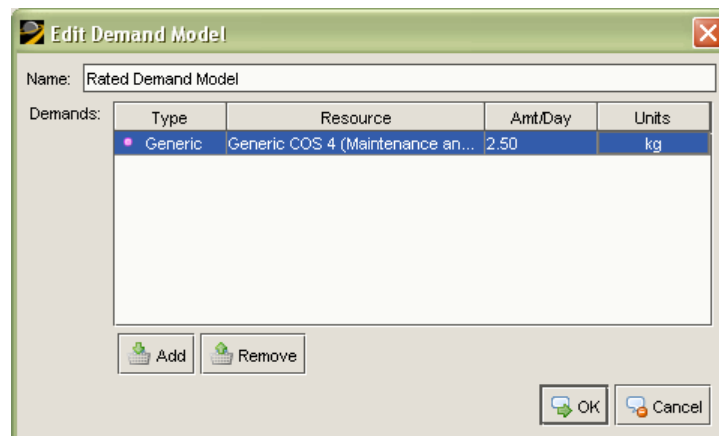 Edit Demand Model
Name: Rated Demand Model
Demands: Type Resource Amt/Day Units
Generic Generic COS 4 (Maintenance an... 2.50 kg
Add Remove
OK Cancel